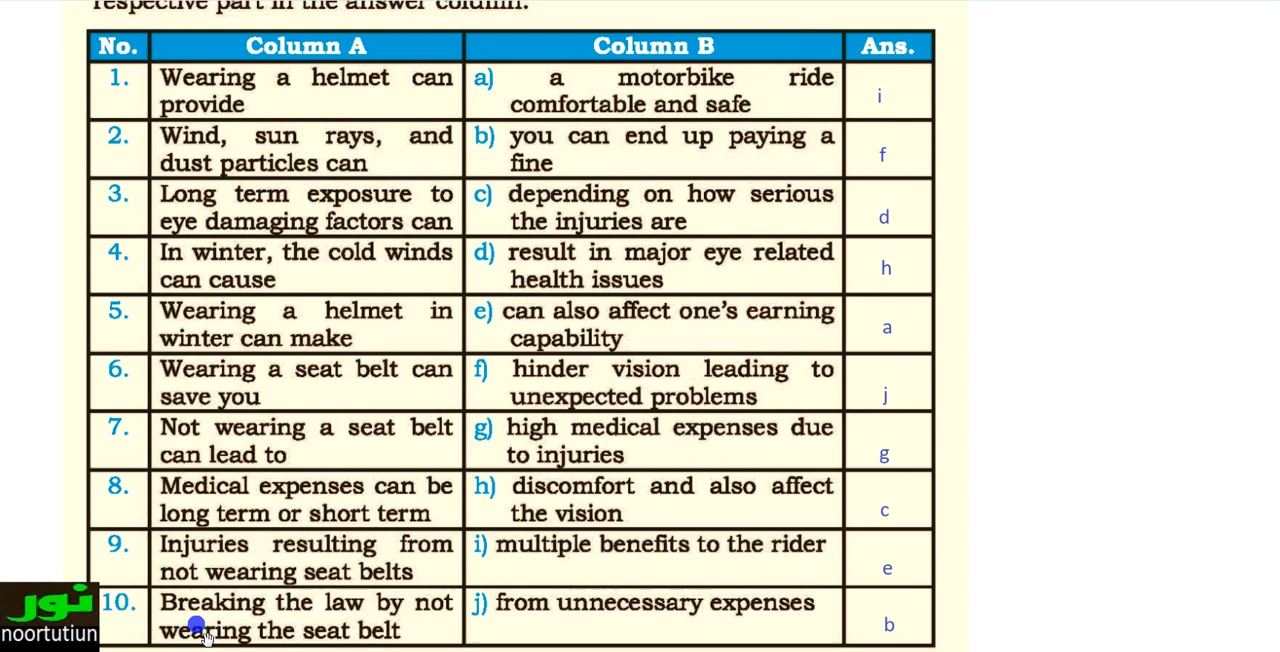 respective part in the answer column.
No. Column A Column B Ans.
1. Wearing a helmet can a) a motorbike ride
provide comfortable and safe i
2. Wind, sun rays, and b) you can end up paying a
dust particles can fine f
3. Long term exposure to c) depending on how serious
eye damaging factors can the injuries are d
4. In winter, the cold winds d) result in major eye related
can cause health issues h
5. Wearing a helmet in e) can also affect one's earning
winter can make capability a
6. Wearing a seat belt can f) hinder vision leading to
save you unexpected problems j
7. Not wearing a seat belt g) high medical expenses due
can lead to to injuries g
8. Medical expenses can be h) discomfort and also affect
long term or short term the vision c
9. Injuries resulting from i) multiple benefits to the rider
not wearing seat belts e
10. Breaking the law by not j) from unnecessary expenses
wearing the seat belt b
نور
noortutiun